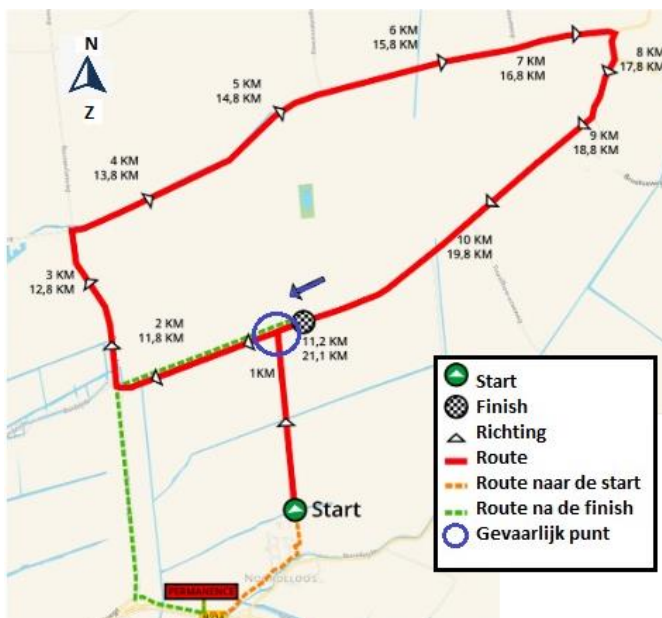 N
Z
6 KM
15,8 KM
7 KM
16,8 KM
8 KM
17,8 KM
5 KM
14,8 KM
9 KM
18,8 KM
4 KM
13,8 KM
10 KM
19,8 KM
3 KM
12,8 KM
2 KM
11,8 KM
11,2 KM
21,1 KM
1KM
Start
PERMANENCE
Start
Finish
Richting
Route
Route naar de start
Route na de finish
Gevaarlijk punt